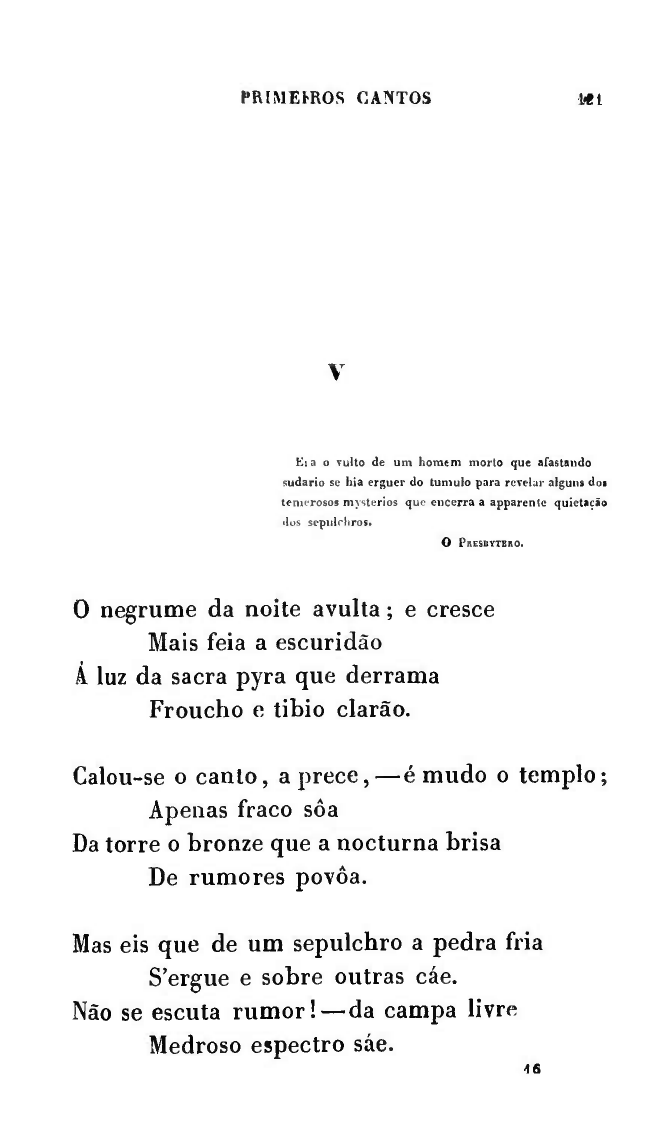 PRIMEIROS CANTOS 121
V
Era o vulto de um homem morto que afastando
sudario se hia erguer do tumulo para revelar alguns dos
temerosos mysterios que encerra a apparente quietação
dos sepulchros.
O Presbytero.
O negrume da noite avulta ; e cresce
Mais feia a escuridão
Á luz da sacra pyra que derrama
Froucho e tibio clarão.
Calou-se o canto, a prece, —é mudo o templo ;
Apenas fraco sôa
Da torre o bronze que a nocturna brisa
De rumores povôa.
Mas eis que de um sepulchro a pedra fria
S'ergue e sobre outras cáe.
Não se escuta rumor! —da campa livre
Medroso espectro sáe.
16